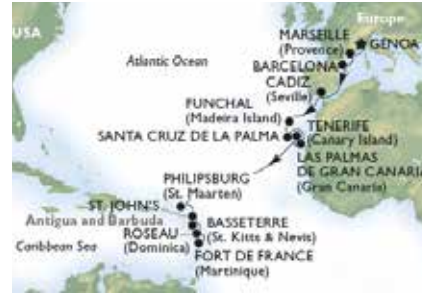 Europe
USA
MARSEILLE
(Provence)
GENOA
Atlantic Ocean
BARCELONA
CADIZ
(Seville)
FUNCHAL
(Madeira Island)
TENERIFE
(Canary Island)
SANTA CRUZ DE LA PALMA
LAS PALMAS
DE GRAN CANARIA
(Gran Canaria)
PHILIPSBURG
(St. Maarten)
ST. JOHN'S
Antigua and Barbuda
BASSETERRE
(St. Kitts & Nevis)
ROSEAU
(Dominica)
Caribbean Sea
FORT DE FRANCE
(Martinique)